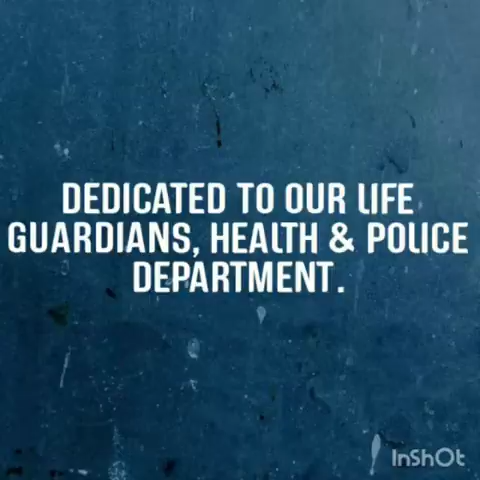 DEDICATED TO OUR LIFE
GUARDIANS, HEALTH & POLICE
DEPARTMENT.
InShOt